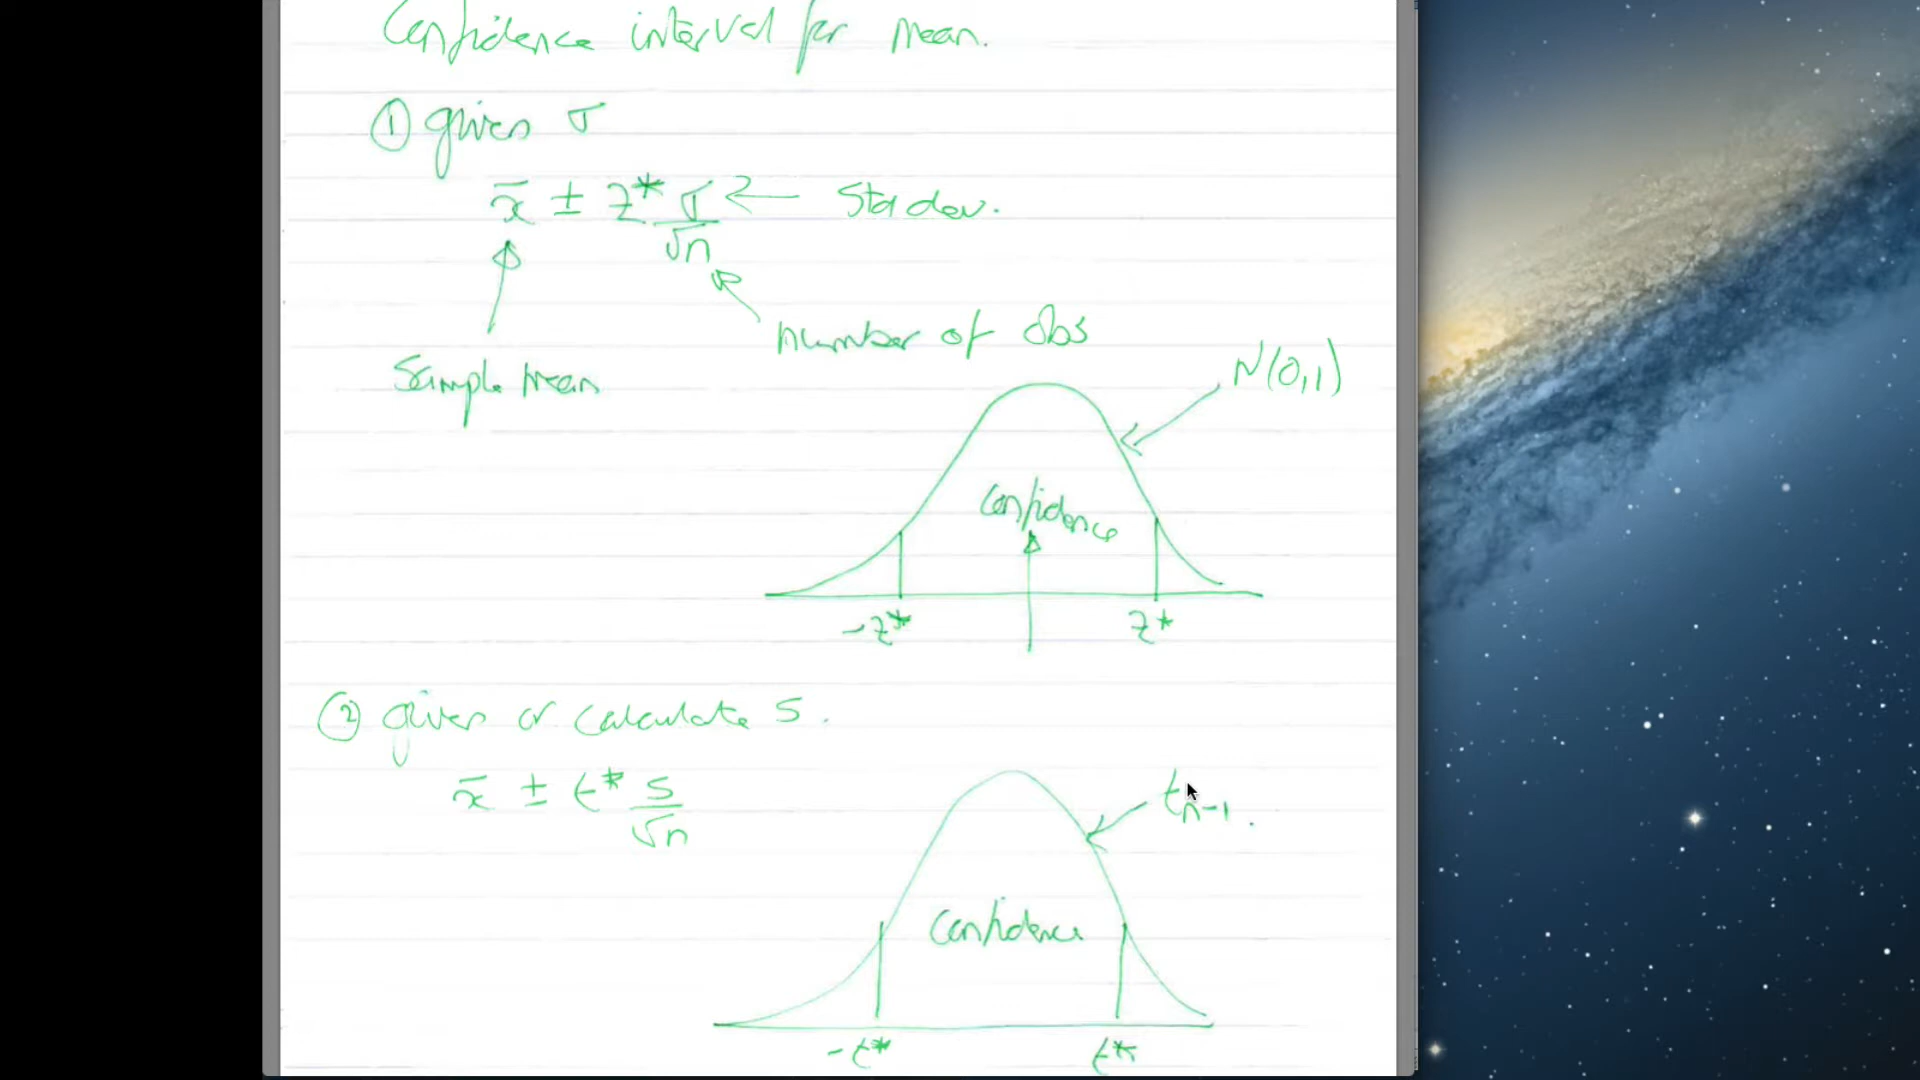 Confidence interval for mean.
① given σ
x̄ ± z* σ/√n ← Std dev.
number of obs
Sample mean
N(0,1)
Confidence
-z* z*
② given or calculate s.
x̄ ± t* s/√n
tn-1.
Confidence
-t* t*